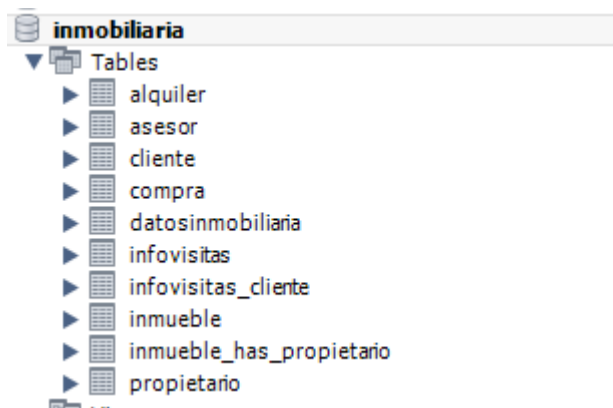 inmobiliaria
Tables
alquiler
asesor
cliente
compra
datosinmobiliaria
infovisitas
infovisitas_cliente
inmueble
inmueble_has_propietario
propietario